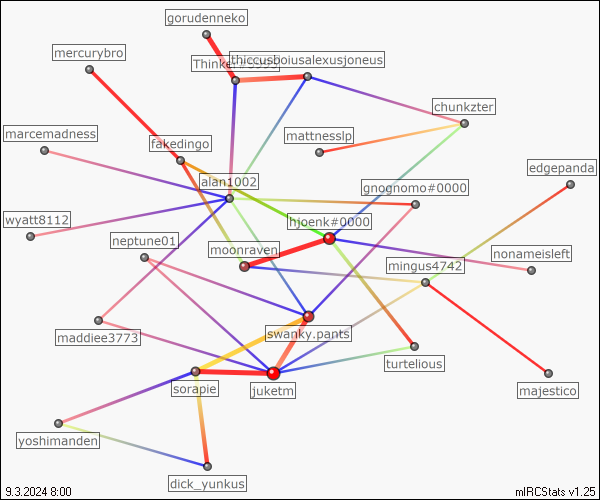 gorudenneko
mercurybro
thiccusboiusalexusjoneus
chunkzter
marcemadness
mattnesslp
fakedingo
edgepanda
alan1002
gnognomo#0000
wyatt8112
hjoenk#0000
neptune01
moonraven
nonameisleft
mingus4742
maddiee3773
swanky.pants
turtelious
sorapie
juketm
majestico
yoshimanden
dick_yunkus
9.3.2024 8:00
mIRCStats v1.25